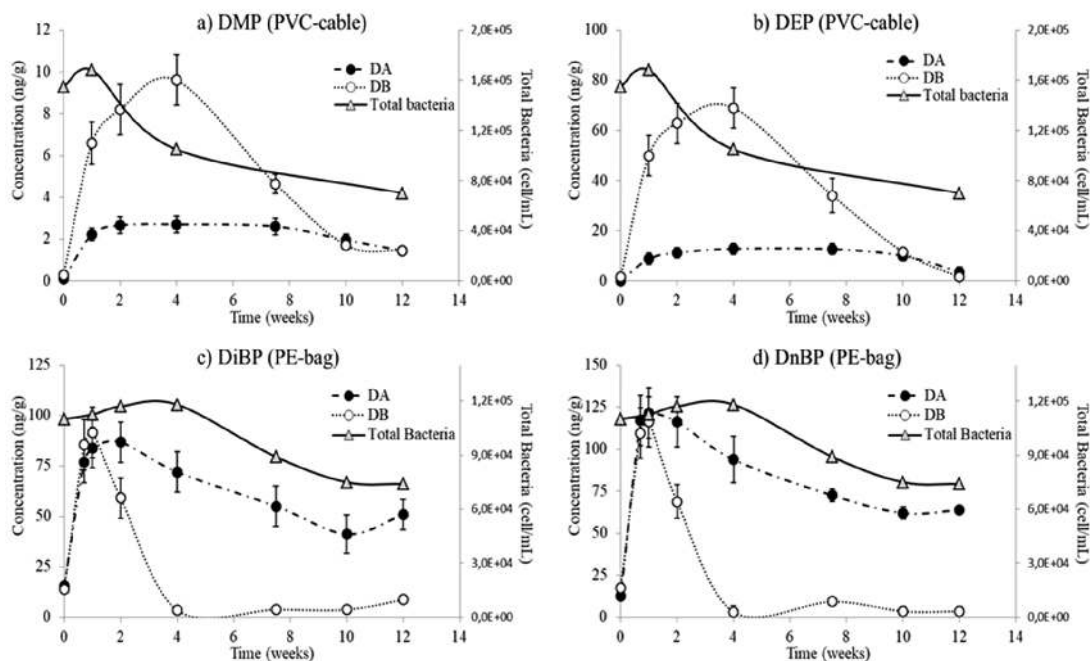 a) DMP (PVC-cable)
Concentration (ng/g)
12
10
8
6
4
2
0
DA
DB
Total bacteria
2,0E+05
1,6E+05
1,2E+05
8,0E+04
4,0E+04
0,0E+00
Total Bacteria (cell/mL)
0 2 4 6 8 10 12 14
Time (weeks)
b) DEP (PVC-cable)
Concentration (ng/g)
100
80
60
40
20
0
DA
DB
Total bacteria
2,0E+05
1,6E+05
1,2E+05
8,0E+04
4,0E+04
0,0E+00
Total Bacteria (cell/mL)
0 2 4 6 8 10 12 14
Time (weeks)
c) DiBP (PE-bag)
Concentration (ng/g)
125
100
75
50
25
0
DA
DB
Total Bacteria
1,2E+05
9,0E+04
6,0E+04
3,0E+04
0,0E+00
Total Bacteria (cell/mL)
0 2 4 6 8 10 12 14
Time (weeks)
d) DnBP (PE-bag)
Concentration (ng/g)
150
125
100
75
50
25
0
DA
DB
Total Bacteria
1,2E+05
9,0E+04
6,0E+04
3,0E+04
0,0E+00
Total Bacteria (cell/mL)
0 2 4 6 8 10 12 14
Time (weeks)